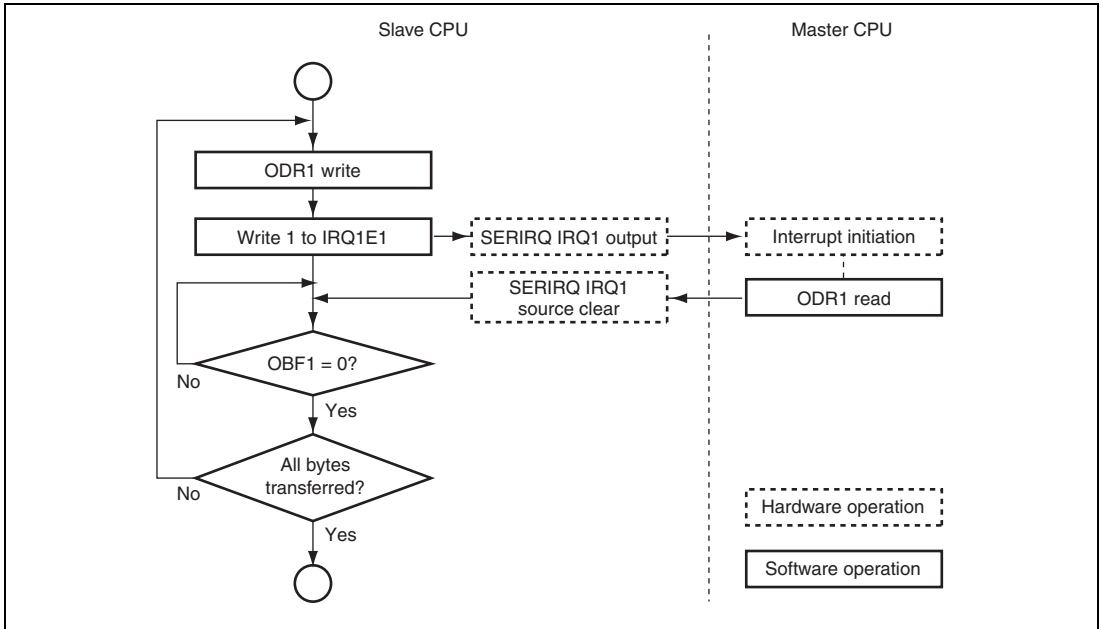 Slave CPU
Master CPU
ODR1 write
Write 1 to IRQ1E1
SERIRQ IRQ1 output
Interrupt initiation
SERIRQ IRQ1
source clear
ODR1 read
OBF1 = 0?
No
Yes
All bytes
transferred?
No
Yes
Hardware operation
Software operation